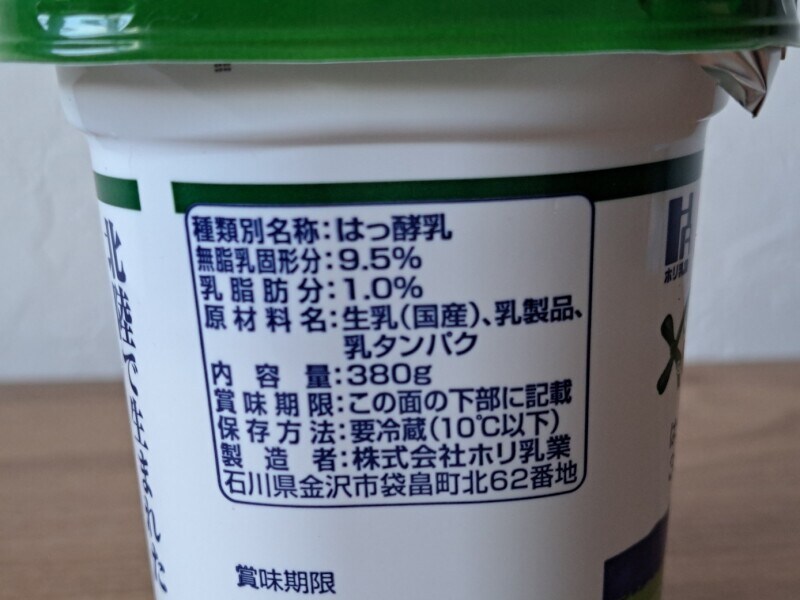 北陸で生まれた
種類別名称：はっ酵乳
無脂乳固形分：9.5%
乳脂肪分：1.0%
原材料名：生乳（国産）、乳製品、
乳タンパク
内容量：380g
賞味期限：この面の下部に記載
保存方法：要冷蔵（10℃以下）
製造者：株式会社ホリ乳業
石川県金沢市袋畠町北62番地
賞味期限
ホリ乳業